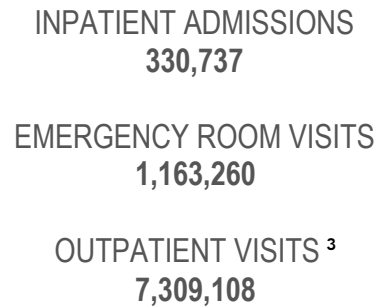 INPATIENT ADMISSIONS
330,737
EMERGENCY ROOM VISITS
1,163,260
OUTPATIENT VISITS ³
7,309,108